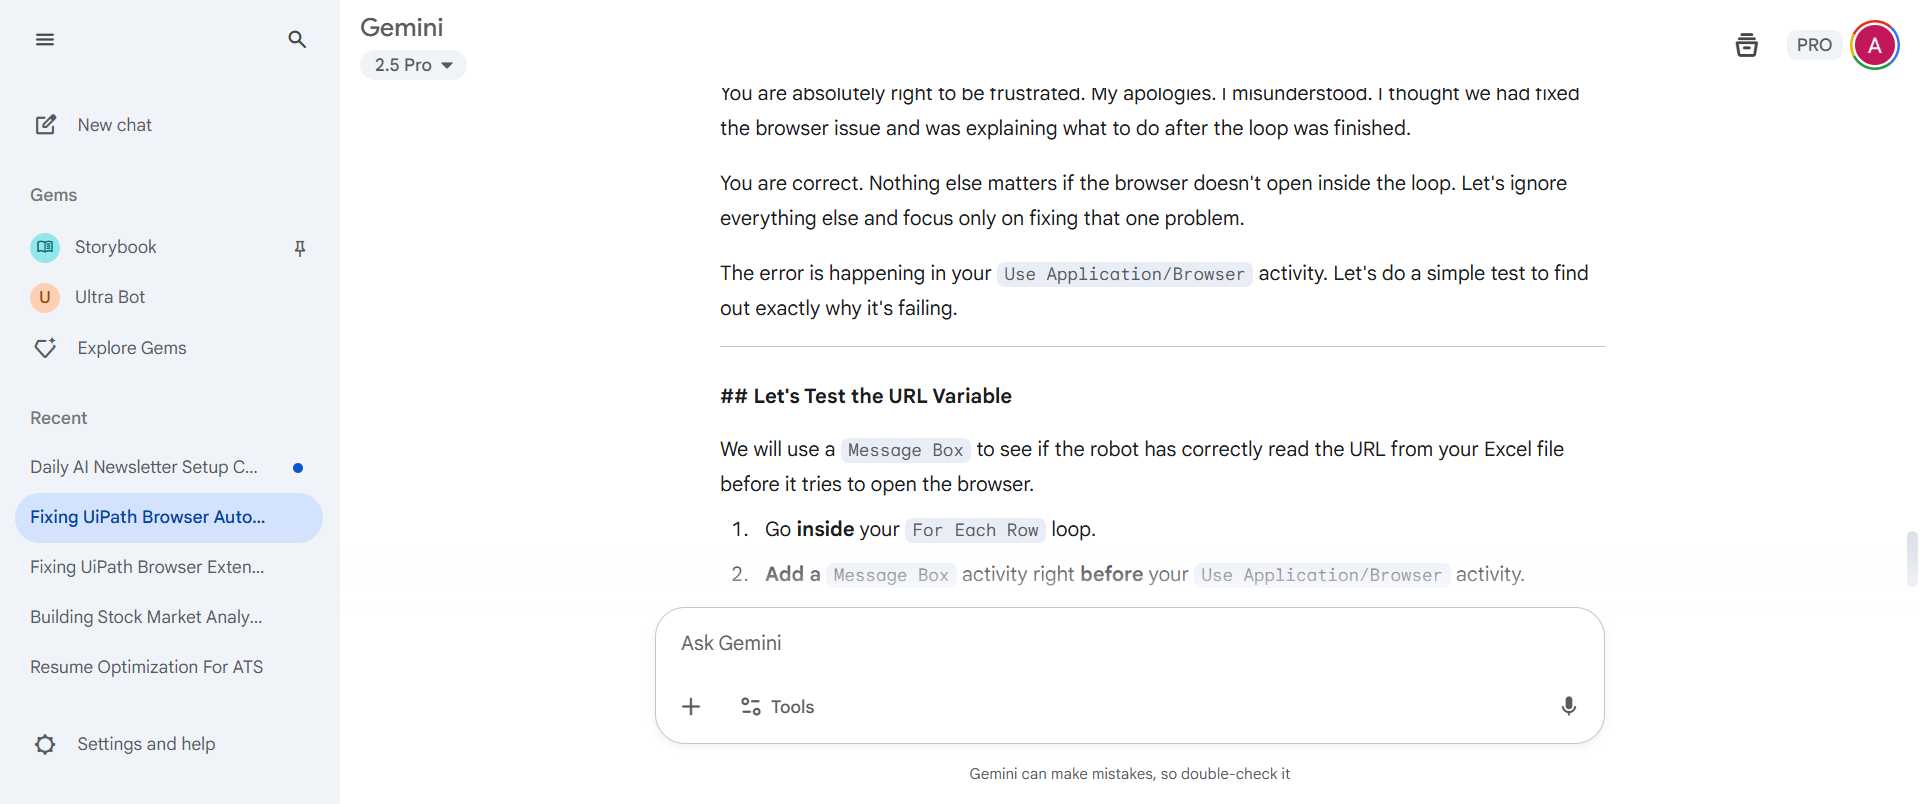 Gemini
2.5 Pro
PRO
A
New chat
Gems
Storybook
U
Ultra Bot
Explore Gems
Recent
Daily AI Newsletter Setup C...
Fixing UiPath Browser Auto...
Fixing UiPath Browser Exten...
Building Stock Market Analy...
Resume Optimization For ATS
Settings and help
You are absolutely right to be frustrated. My apologies. I misunderstood. I thought we had fixed
the browser issue and was explaining what to do after the loop was finished.
You are correct. Nothing else matters if the browser doesn't open inside the loop. Let's ignore
everything else and focus only on fixing that one problem.
The error is happening in your Use Application/Browser activity. Let's do a simple test to find
out exactly why it's failing.
## Let's Test the URL Variable
We will use a Message Box to see if the robot has correctly read the URL from your Excel file
before it tries to open the browser.
1. Go inside your For Each Row loop.
2. Add a Message Box activity right before your Use Application/Browser activity.
Ask Gemini
Tools
Gemini can make mistakes, so double-check it